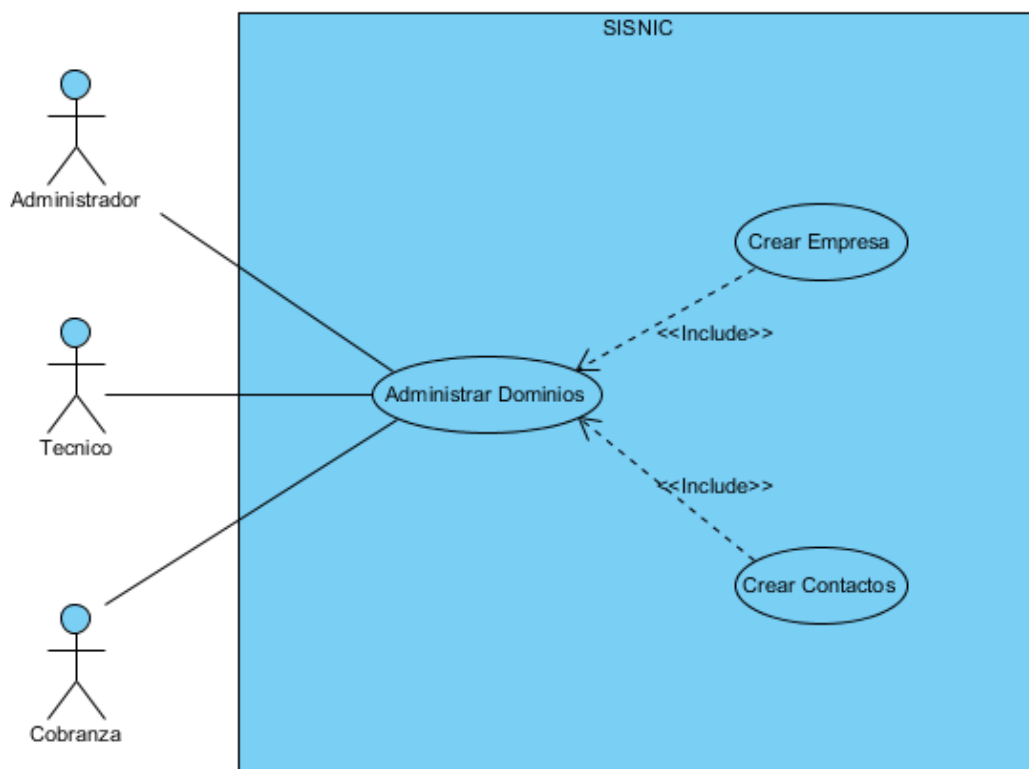 SISNIC
Administrador
Crear Empresa
<<Include>>
Administrar Dominios
Tecnico
<<Include>>
Crear Contactos
Cobranza